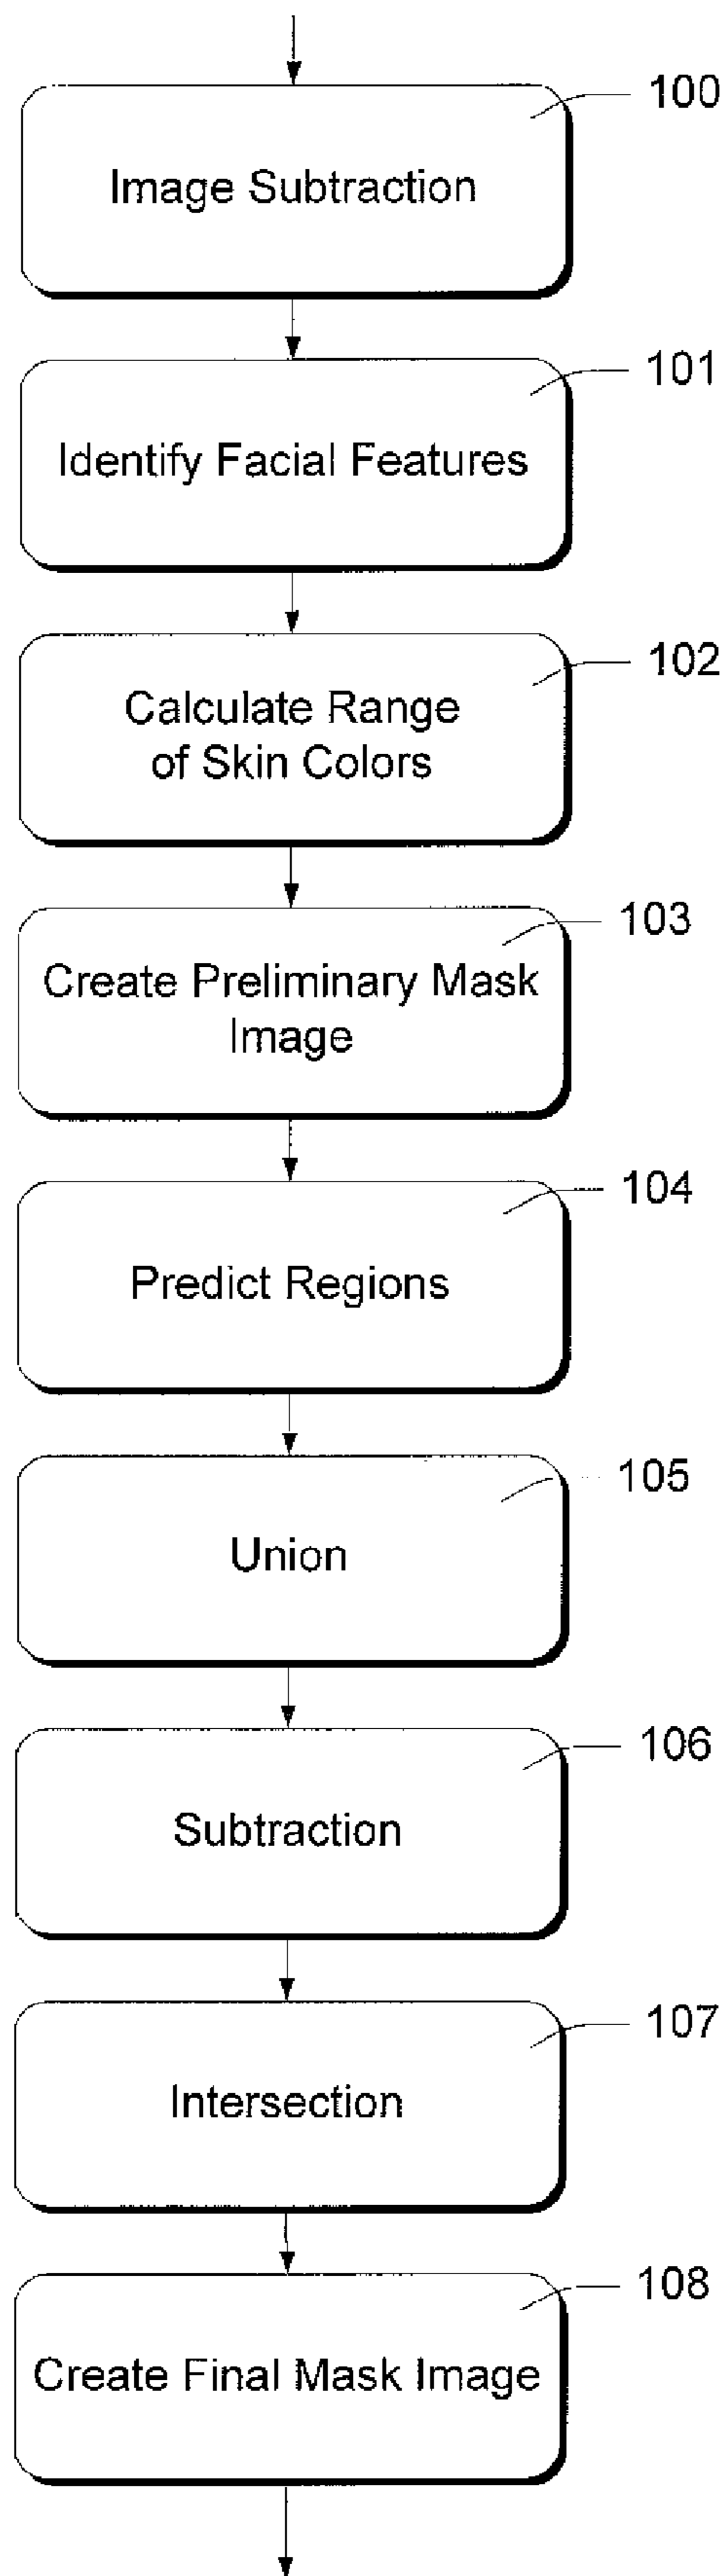 100
Image Subtraction
101
Identify Facial Features
102
Calculate Range
of Skin Colors
103
Create Preliminary Mask
Image
104
Predict Regions
105
Union
106
Subtraction
107
Intersection
108
Create Final Mask Image